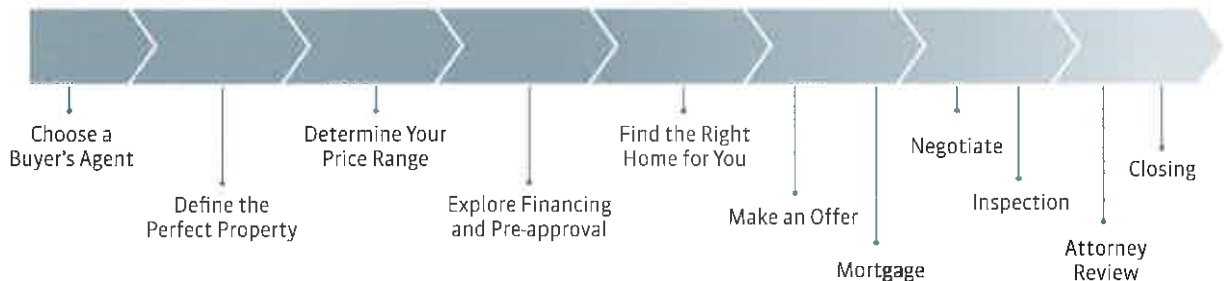 Choose a
Buyer's Agent
Define the
Perfect Property
Determine Your
Price Range
Explore Financing
and Pre-approval
Find the Right
Home for You
Make an Offer
Mortgage
Negotiate
Inspection
Attorney
Review
Closing